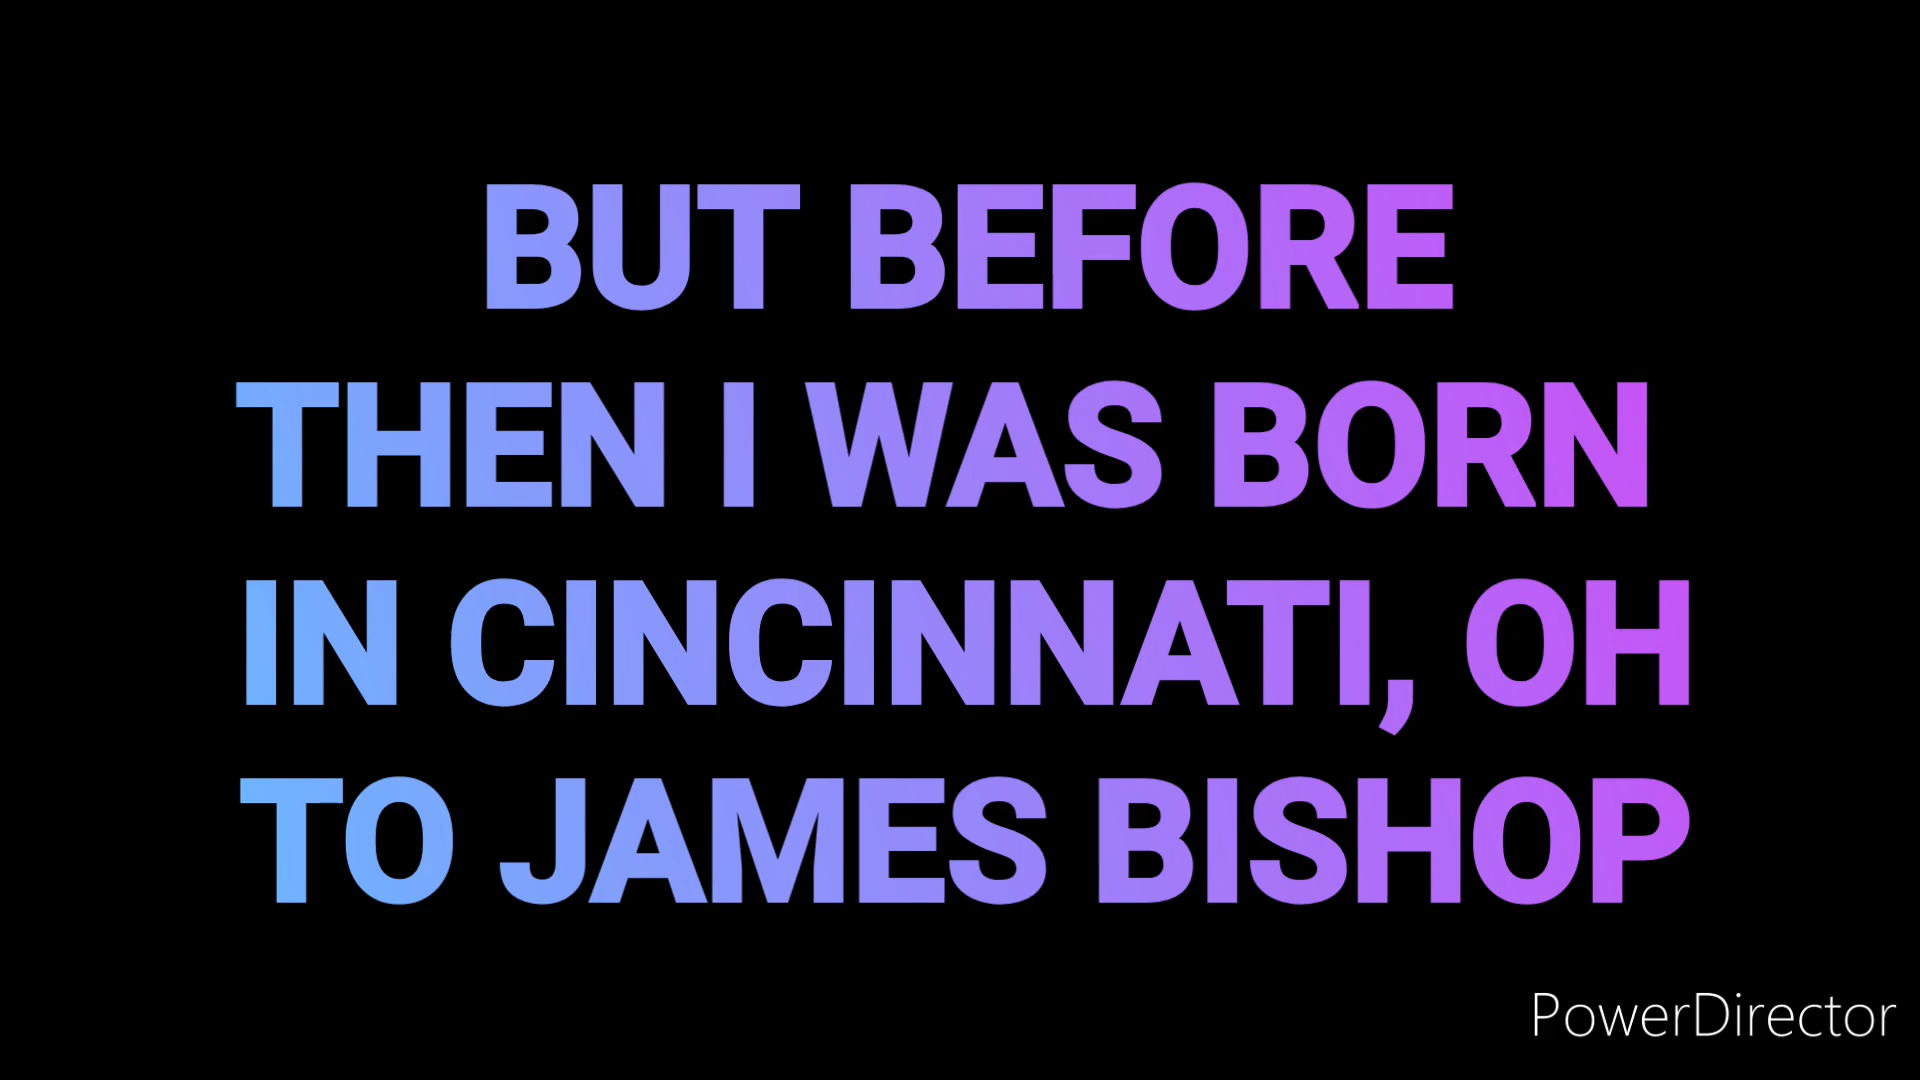 BUT BEFORE
THEN I WAS BORN
IN CINCINNATI, OH
TO JAMES BISHOP
PowerDirector